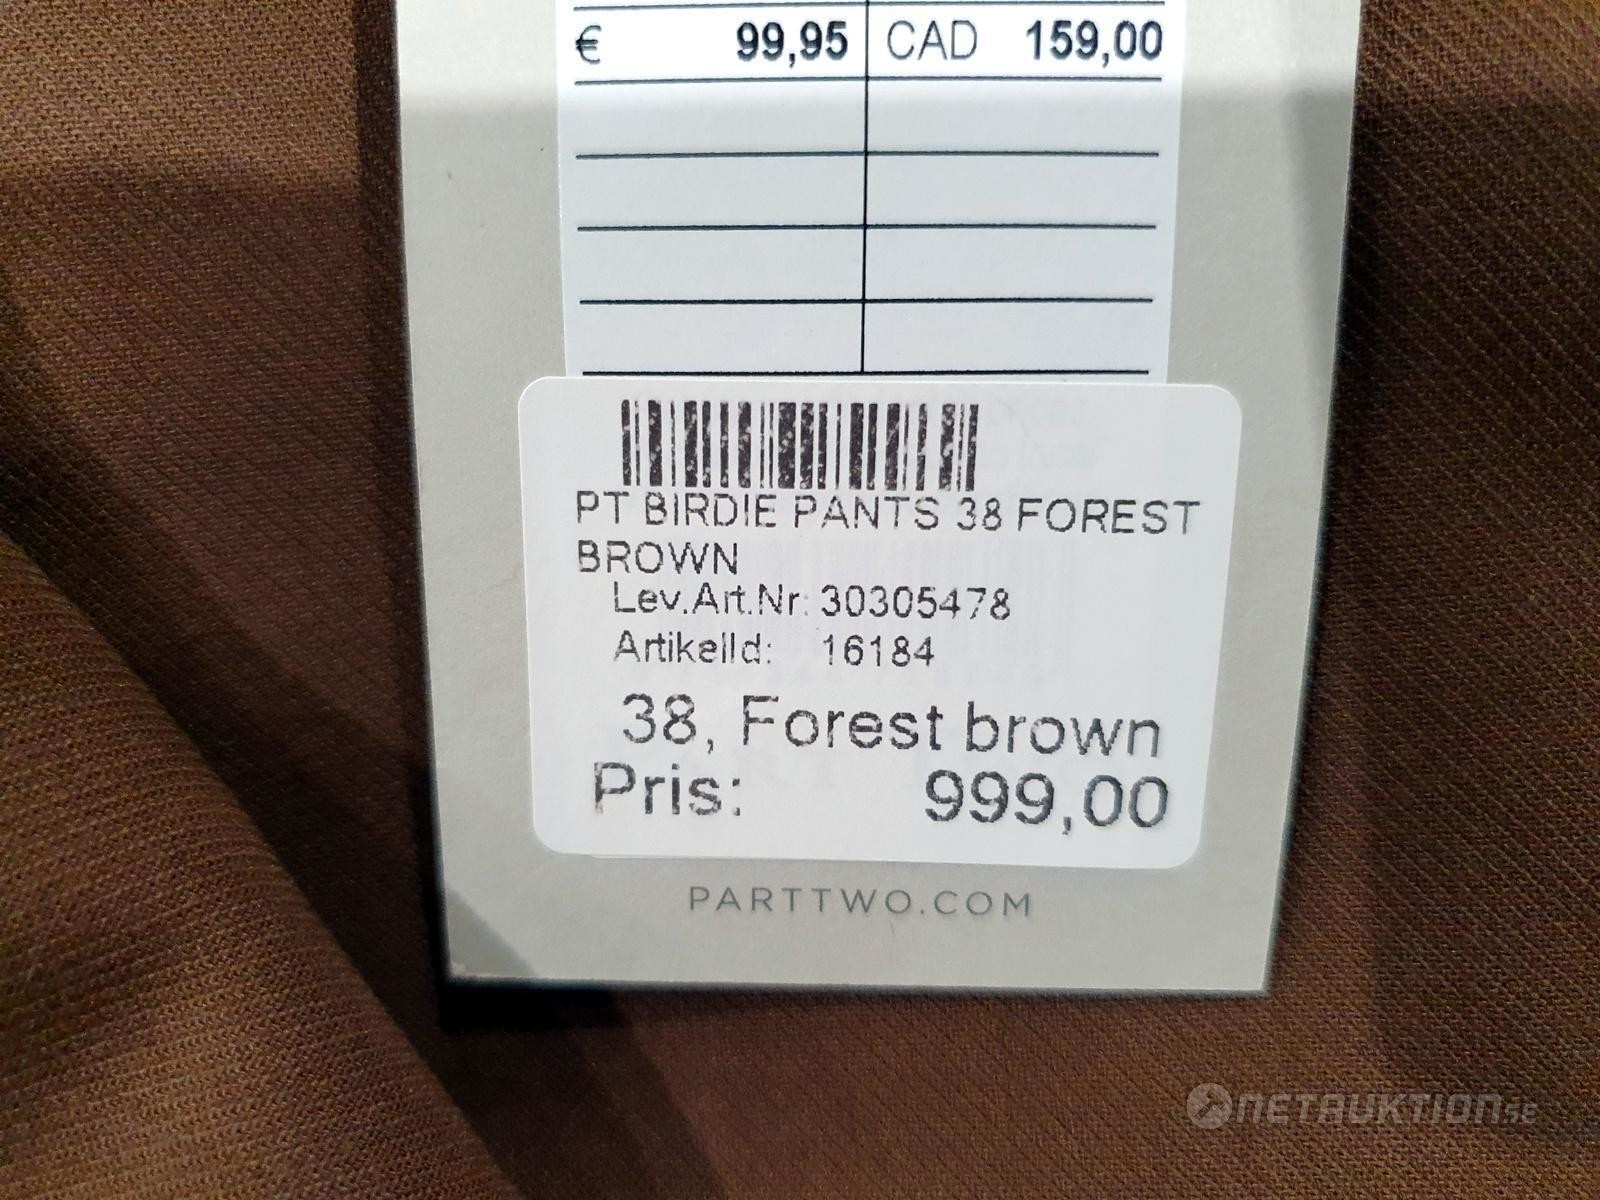 € 99,95 CAD 159,00
PT BIRDIE PANTS 38 FOREST
BROWN
Lev.Art.Nr: 30305478
ArtikelId: 16184
38, Forest brown
Pris: 999,00
PARTTWO.COM
NETAUKTION.SE